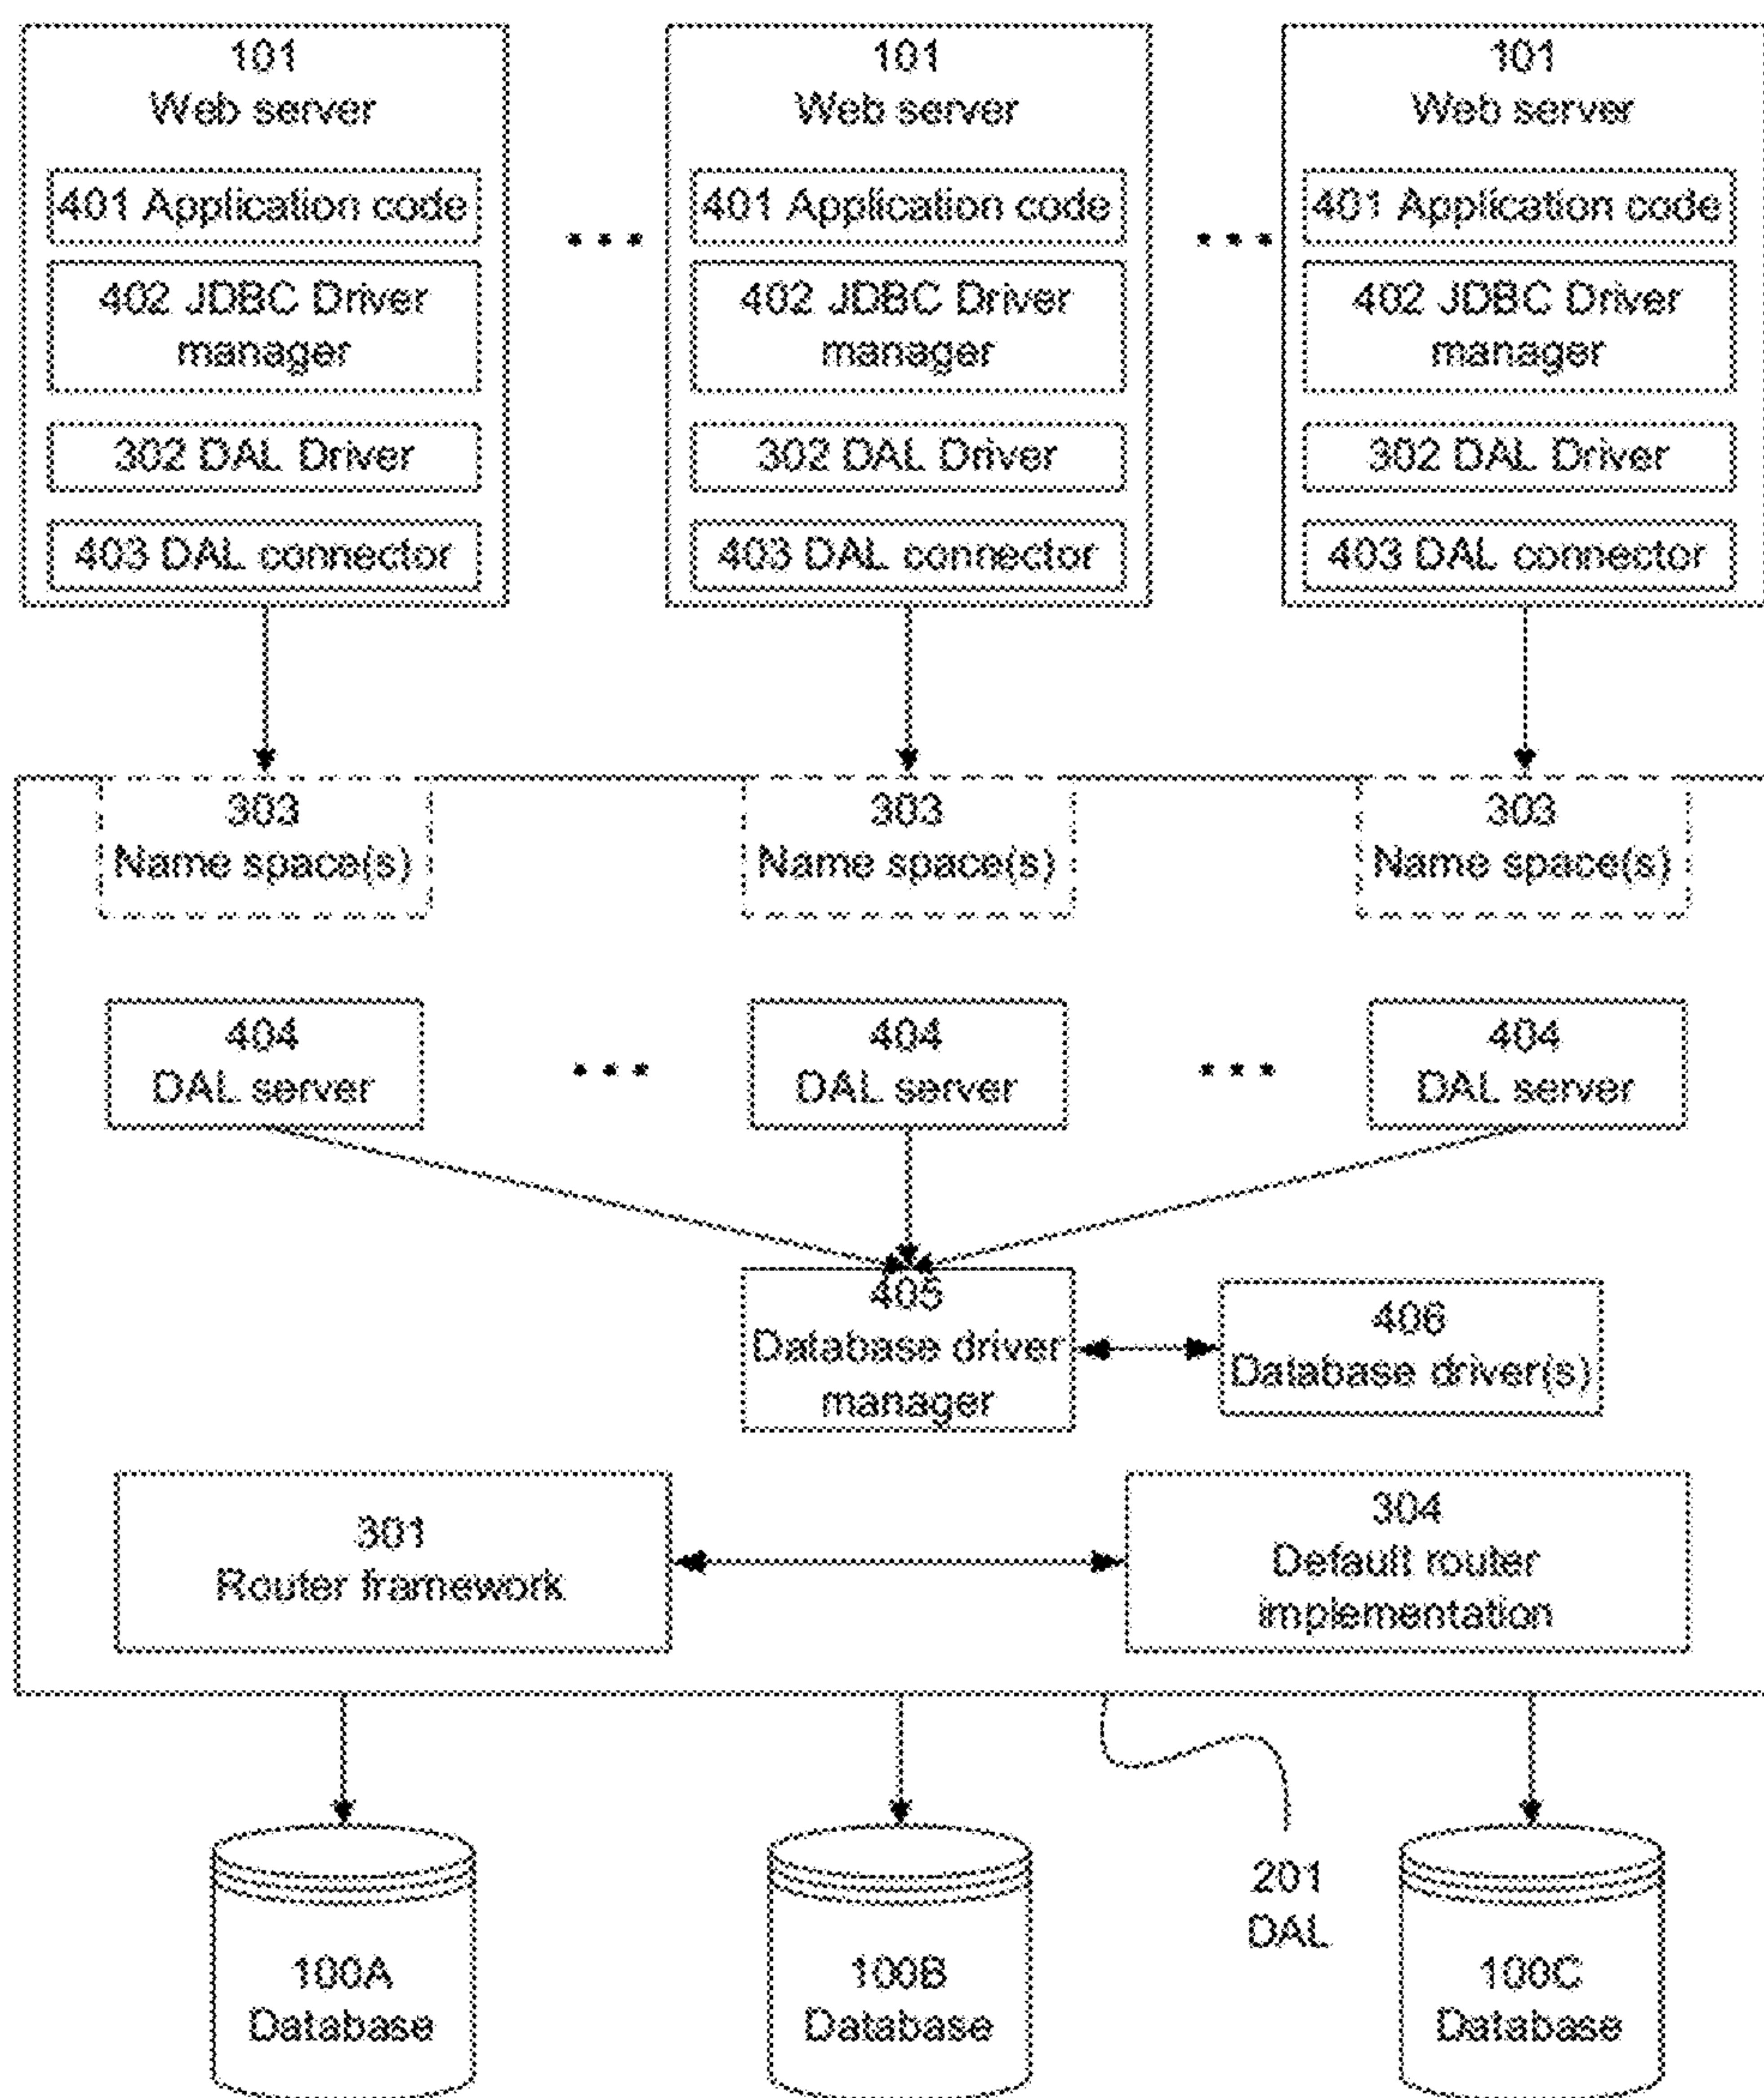 101
Web server
401 Application code
402 JDBC Driver
manager
302 DAL Driver
403 DAL connector
...
101
Web server
401 Application code
402 JDBC Driver
manager
302 DAL Driver
403 DAL connector
...
101
Web server
401 Application code
402 JDBC Driver
manager
302 DAL Driver
403 DAL connector
303
Name space(s)
303
Name space(s)
303
Name space(s)
404
DAL server
...
404
DAL server
...
404
DAL server
405
Database driver
manager
406
Database driver(s)
301
Router framework
304
Default router
implementation
100A
Database
100B
Database
201
DAL
100C
Database